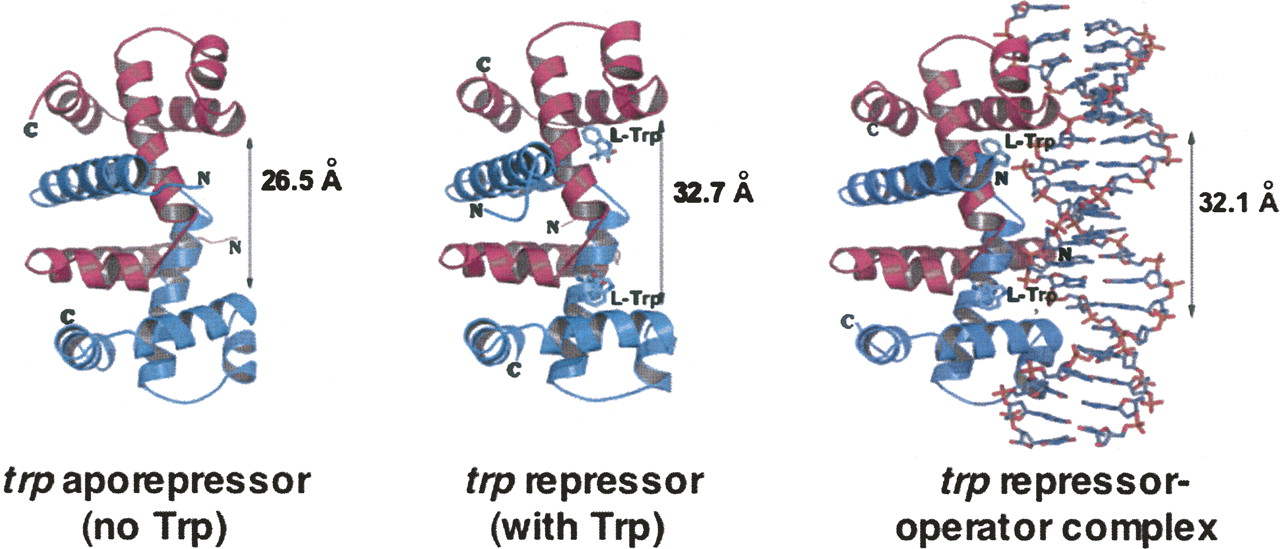 C
N
26.5 Å
N
C
trp aporepressor
(no Trp)
C
L-Trp
N
32.7 Å
N
L-Trp
C
trp repressor
(with Trp)
C
L-Trp
N
32.1 Å
N
L-Trp
C
trp repressor-
operator complex